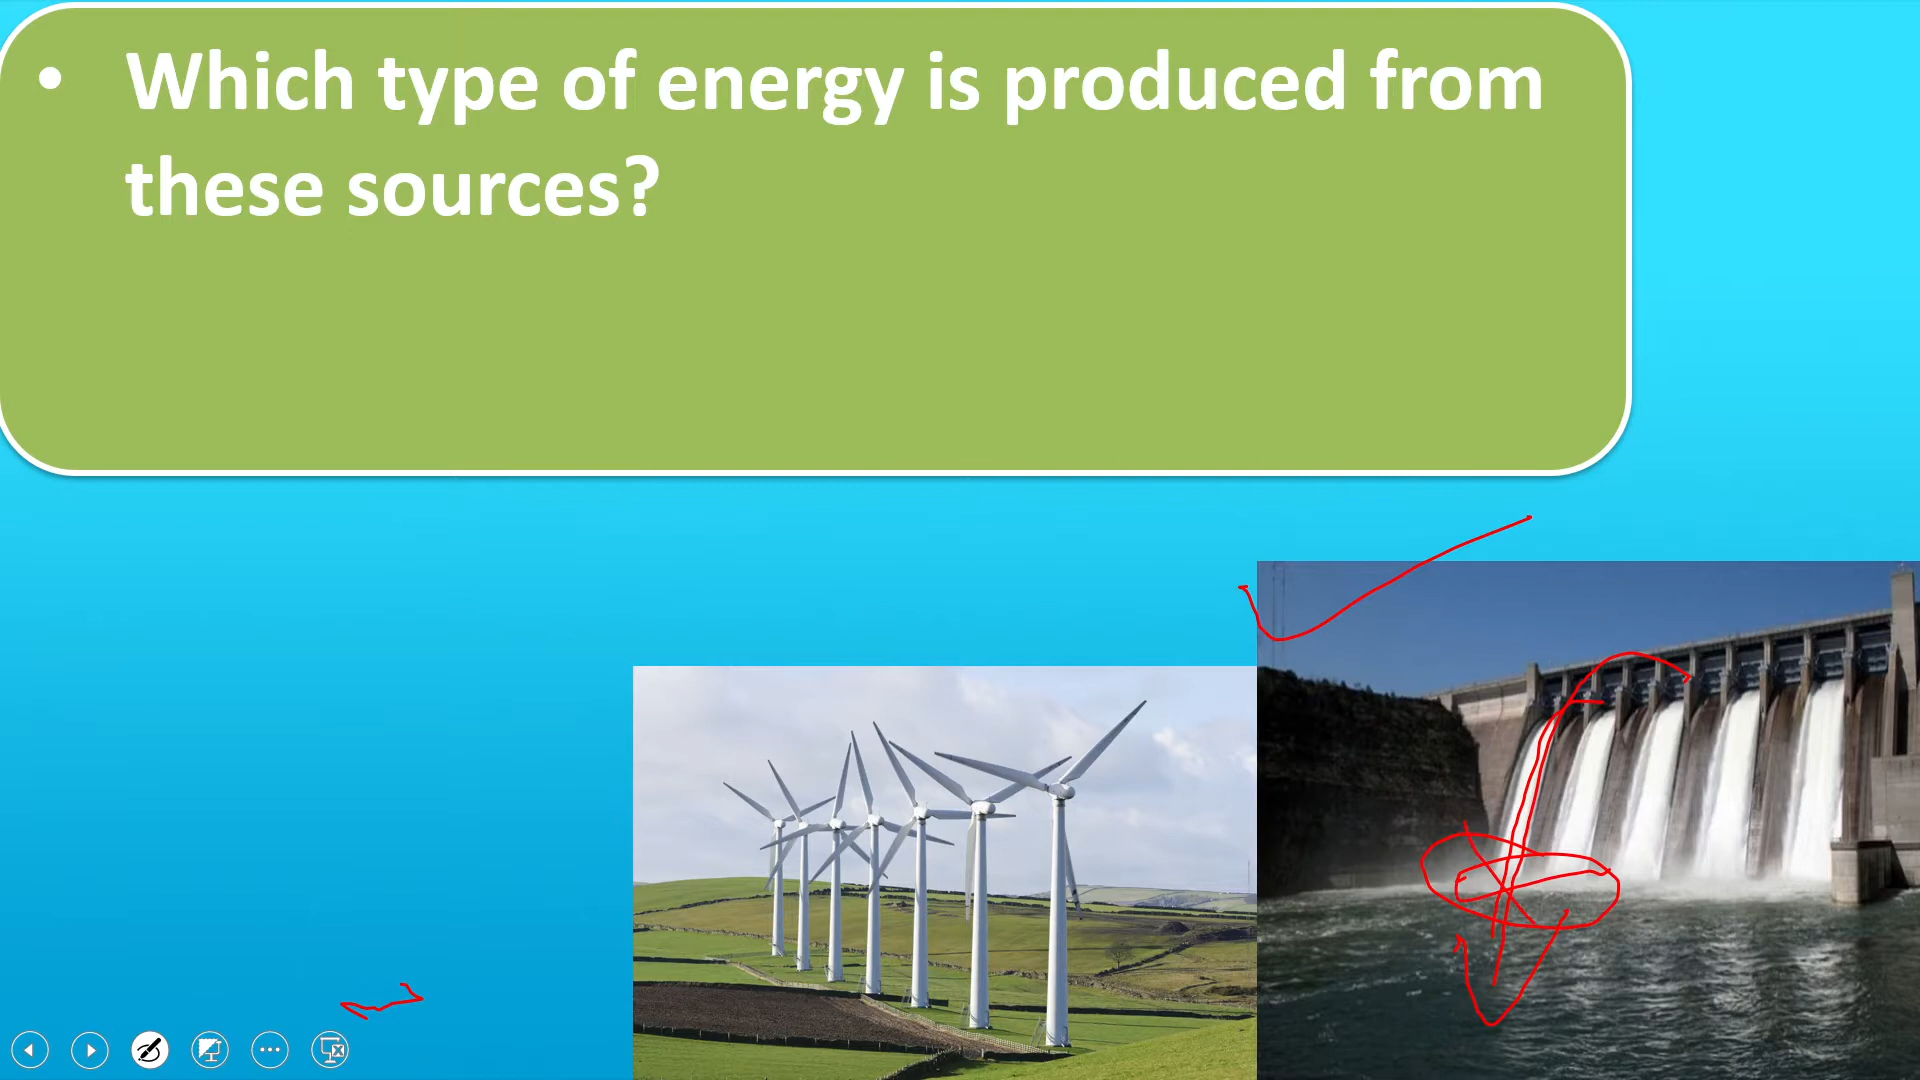 • Which type of energy is produced from
these sources?